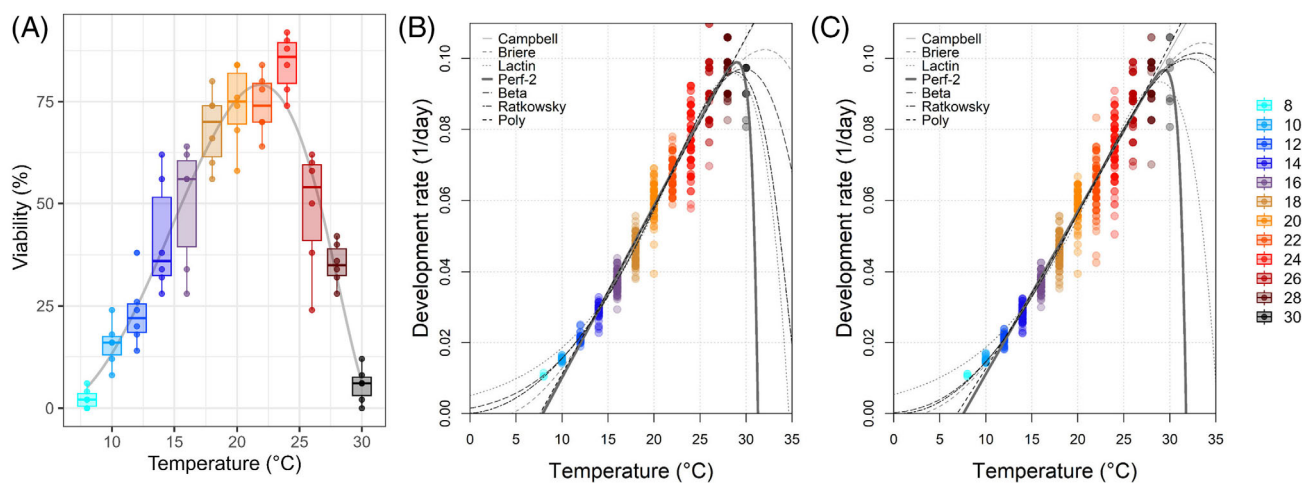 (A)
Viability (%)
75
50
25
0
10
15
20
25
30
Temperature (°C)
(B)
Development rate (1/day)
0.10
0.08
0.06
0.04
0.02
0.00
Campbell
Briere
Lactin
Perf-2
Beta
Ratkowsky
Poly
0
5
10
15
20
25
30
35
Temperature (°C)
(C)
Development rate (1/day)
0.10
0.08
0.06
0.04
0.02
0.00
Campbell
Briere
Lactin
Perf-2
Beta
Ratkowsky
Poly
0
5
10
15
20
25
30
35
Temperature (°C)
8
10
12
14
16
18
20
22
24
26
28
30